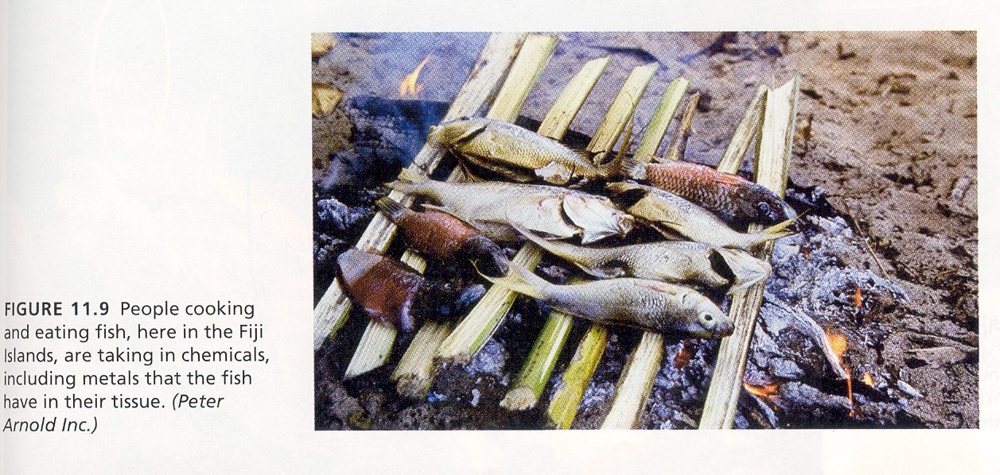 FIGURE 11.9 People cooking
and eating fish, here in the Fiji
Islands, are taking in chemicals,
including metals that the fish
have in their tissue. (Peter
Arnold Inc.)